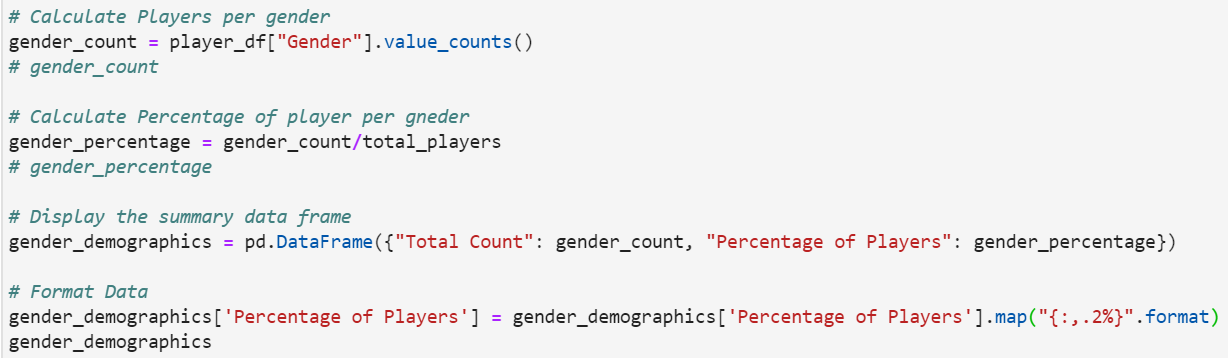 # Calculate Players per gender
gender_count = player_df["Gender"].value_counts()
# gender_count
# Calculate Percentage of player per gneder
gender_percentage = gender_count/total_players
# gender_percentage
# Display the summary data frame
gender_demographics = pd.DataFrame({"Total Count": gender_count, "Percentage of Players": gender_percentage})
# Format Data
gender_demographics['Percentage of Players'] = gender_demographics['Percentage of Players'].map("{:,.2%}".format)
gender_demographics